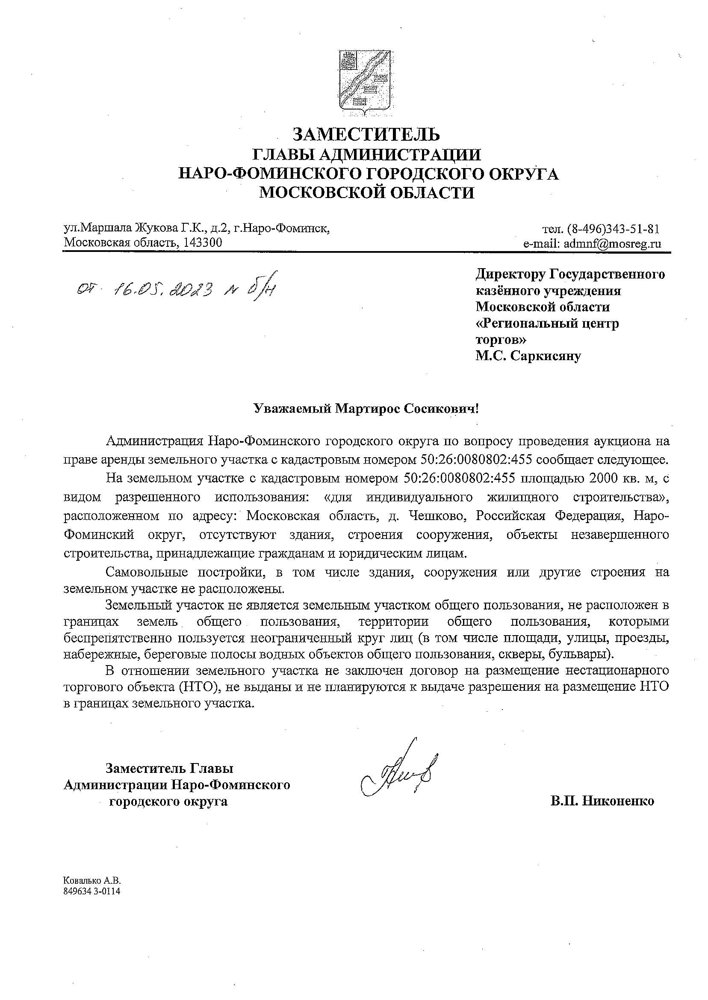 ЗАМЕСТИТЕЛЬ
ГЛАВЫ АДМИНИСТРАЦИИ
НАРО-ФОМИНСКОГО ГОРОДСКОГО ОКРУГА
МОСКОВСКОЙ ОБЛАСТИ
ул.Маршала Жукова Г.К., д.2, г.Наро-Фоминск,
Московская область, 143300
тел. (8-496)343-51-81
e-mail: admnf@mosreg.ru
от 16.05.2023 N б/н
Директору Государственного
казённого учреждения
Московской области
«Региональный центр
торгов»
М.С. Саркисяну
Уважаемый Мартирос Сосикович!
Администрация Наро-Фоминского городского округа по вопросу проведения аукциона на
праве аренды земельного участка с кадастровым номером 50:26:0080802:455 сообщает следующее.
На земельном участке с кадастровым номером 50:26:0080802:455 площадью 2000 кв. м, с
видом разрешенного использования: «для индивидуального жилищного строительства»,
расположенном по адресу: Московская область, д. Чешково, Российская Федерация, Наро-
Фоминский округ, отсутствуют здания, строения сооружения, объекты незавершенного
строительства, принадлежащие гражданам и юридическим лицам.
Самовольные постройки, в том числе здания, сооружения или другие строения на
земельном участке не расположены.
Земельный участок не является земельным участком общего пользования, не расположен в
границах земель общего пользования, территории общего пользования, которыми
беспрепятственно пользуется неограниченный круг лиц (в том числе площади, улицы, проезды,
набережные, береговые полосы водных объектов общего пользования, скверы, бульвары).
В отношении земельного участка не заключен договор на размещение нестационарного
торгового объекта (НТО), не выданы и не планируются к выдаче разрешения на размещение НТО
в границах земельного участка.
Заместитель Главы
Администрации Наро-Фоминского
городского округа
В.П. Никоненко
Ковалько А.В.
849634 3-0114